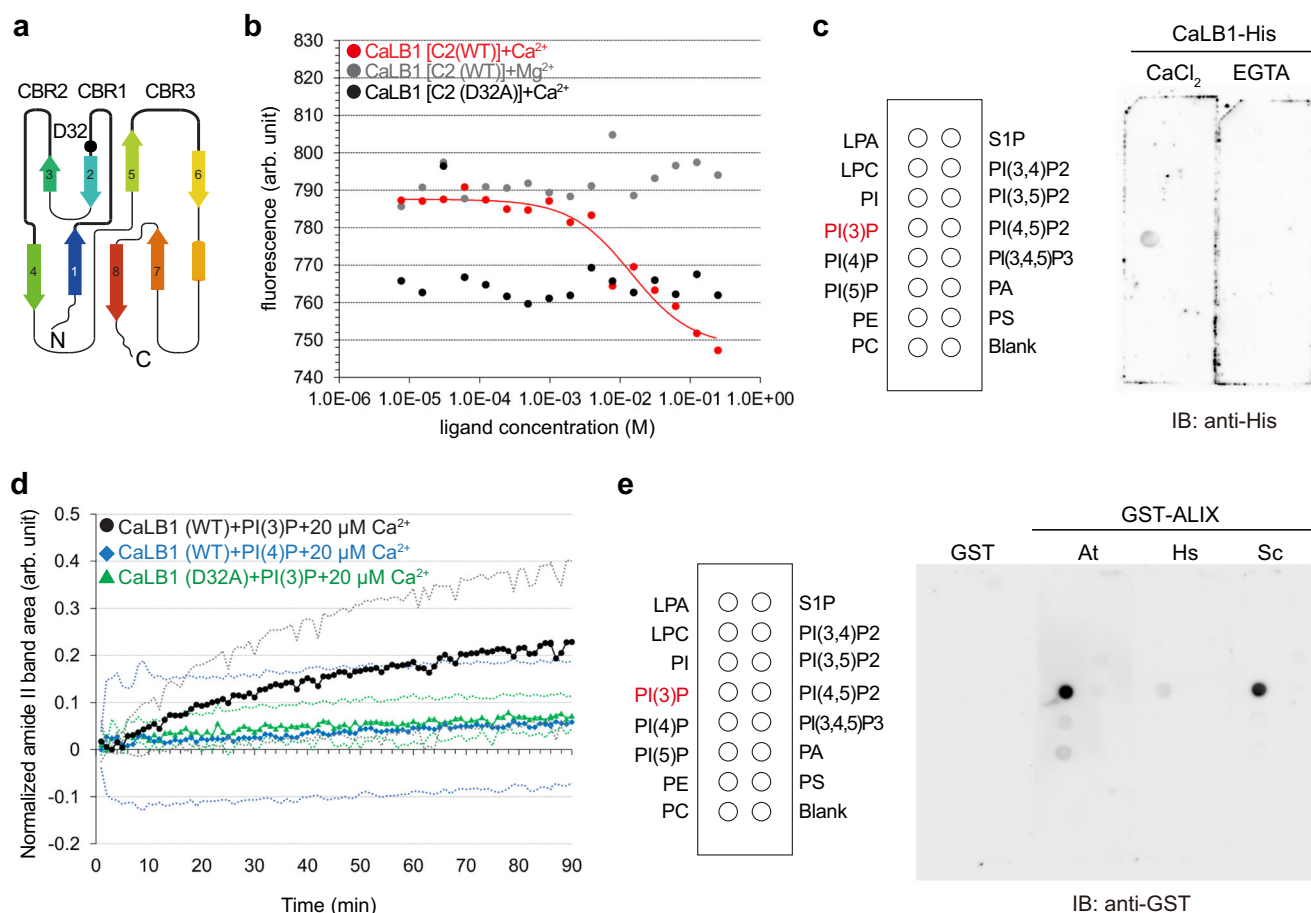 a
CBR2 CBR1 CBR3
D32
3
2
5
6
4
1
8
7
N
C
b
CaLB1 [C2(WT)]+Ca²⁺
CaLB1 [C2 (WT)]+Mg²⁺
CaLB1 [C2 (D32A)]+Ca²⁺
fluorescence (arb. unit)
830
820
810
800
790
780
770
760
750
740
1.0E-06 1.0E-05 1.0E-04 1.0E-03 1.0E-02 1.0E-01 1.0E+00
ligand concentration (M)
c
LPA S1P
LPC PI(3,4)P2
PI PI(3,5)P2
PI(3)P PI(4,5)P2
PI(4)P PI(3,4,5)P3
PI(5)P PA
PE PS
PC Blank
CaLB1-His
CaCl₂ EGTA
IB: anti-His
d
CaLB1 (WT)+PI(3)P+20 µM Ca²⁺
CaLB1 (WT)+PI(4)P+20 µM Ca²⁺
CaLB1 (D32A)+PI(3)P+20 µM Ca²⁺
Normalized amide II band area (arb. unit)
0.5
0.4
0.3
0.2
0.1
0
-0.1
-0.2
0 10 20 30 40 50 60 70 80 90
Time (min)
e
LPA S1P
LPC PI(3,4)P2
PI PI(3,5)P2
PI(3)P PI(4,5)P2
PI(4)P PI(3,4,5)P3
PI(5)P PA
PE PS
PC Blank
GST-ALIX
GST At Hs Sc
IB: anti-GST